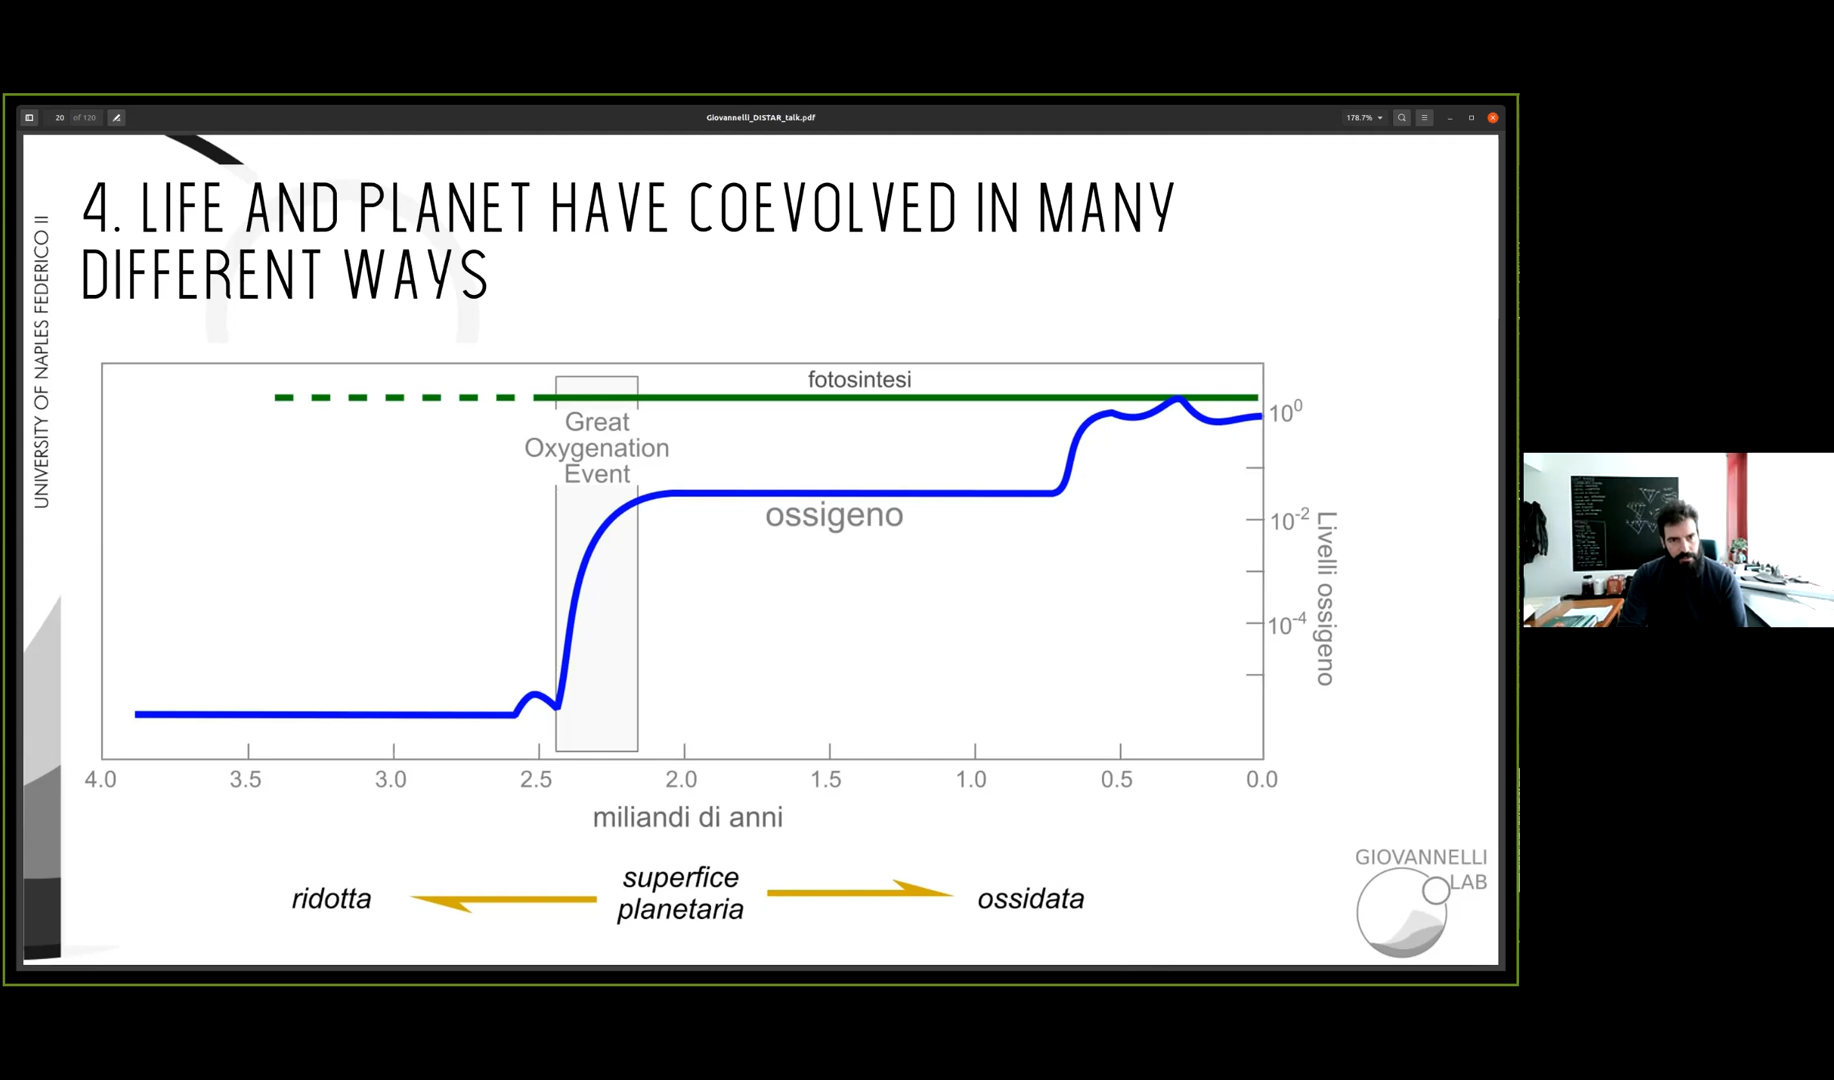 20 of 120
Giovannelli_DISTAR_talk.pdf
178.7%
UNIVERSITY OF NAPLES FEDERICO II
4. LIFE AND PLANET HAVE COEVOLVED IN MANY
DIFFERENT WAYS
fotosintesi
Great
Oxygenation
Event
ossigeno
10^0
10^-2
10^-4
Livelli ossigeno
4.0 3.5 3.0 2.5 2.0 1.5 1.0 0.5 0.0
miliandi di anni
ridotta
superfice
planetaria
ossidata
GIOVANNELLI
LAB